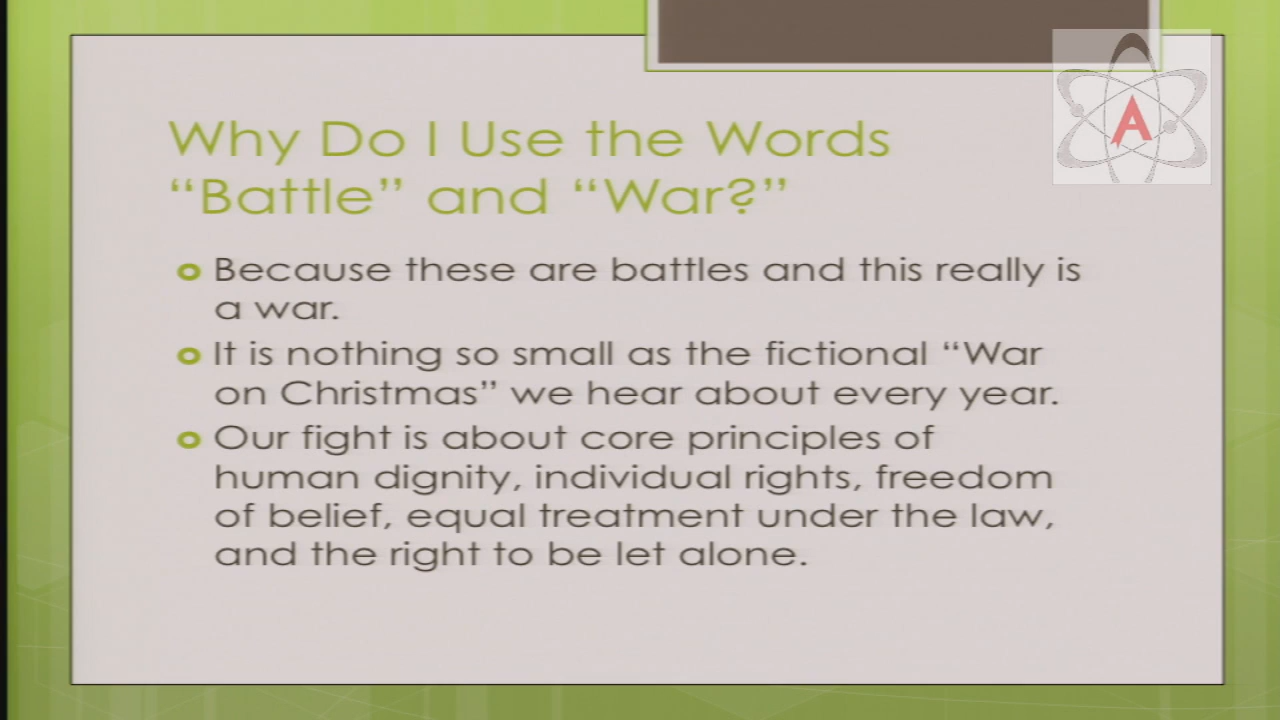 Why Do I Use the Words
“Battle” and “War?”
Because these are battles and this really is
a war.
It is nothing so small as the fictional “War
on Christmas” we hear about every year.
Our fight is about core principles of
human dignity, individual rights, freedom
of belief, equal treatment under the law,
and the right to be let alone.
A